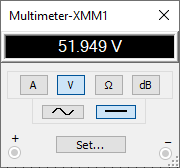 Multimeter-XMM1
51.949 V
A V Ω dB
+ Set... −